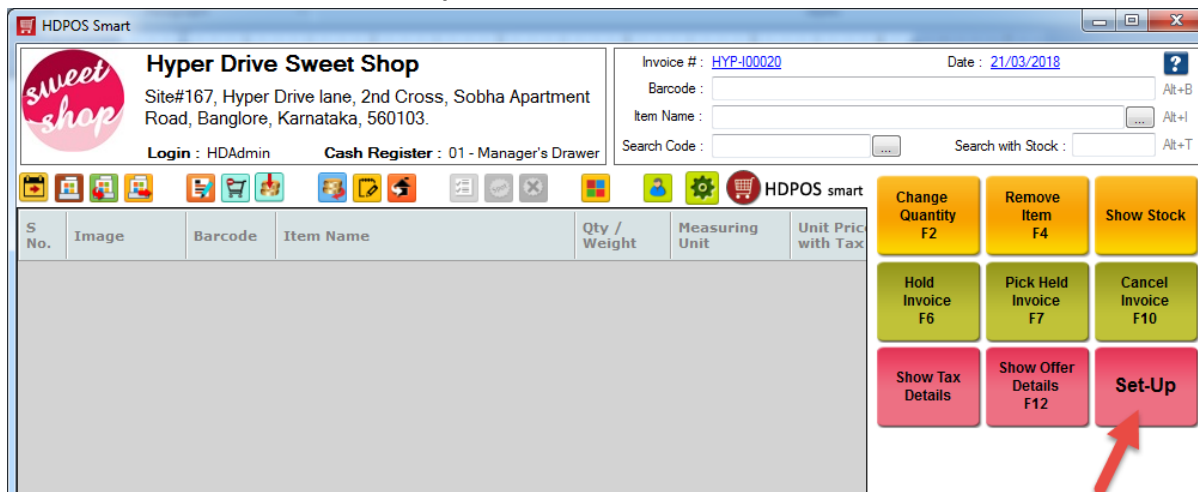 HDPOS Smart
sweet
shop
Hyper Drive Sweet Shop
Site#167, Hyper Drive lane, 2nd Cross, Sobha Apartment
Road, Banglore, Karnataka, 560103.
Login : HDAdmin Cash Register : 01 - Manager's Drawer
Invoice # : HYP-I00020 Date : 21/03/2018 ?
Barcode : Alt+B
Item Name : ... Alt+I
Search Code : ... Search with Stock : Alt+T
HDPOS smart
S
No.
Image
Barcode
Item Name
Qty /
Weight
Measuring
Unit
Unit Pric
with Tax
Change
Quantity
F2
Remove
Item
F4
Show Stock
Hold
Invoice
F6
Pick Held
Invoice
F7
Cancel
Invoice
F10
Show Tax
Details
Show Offer
Details
F12
Set-Up